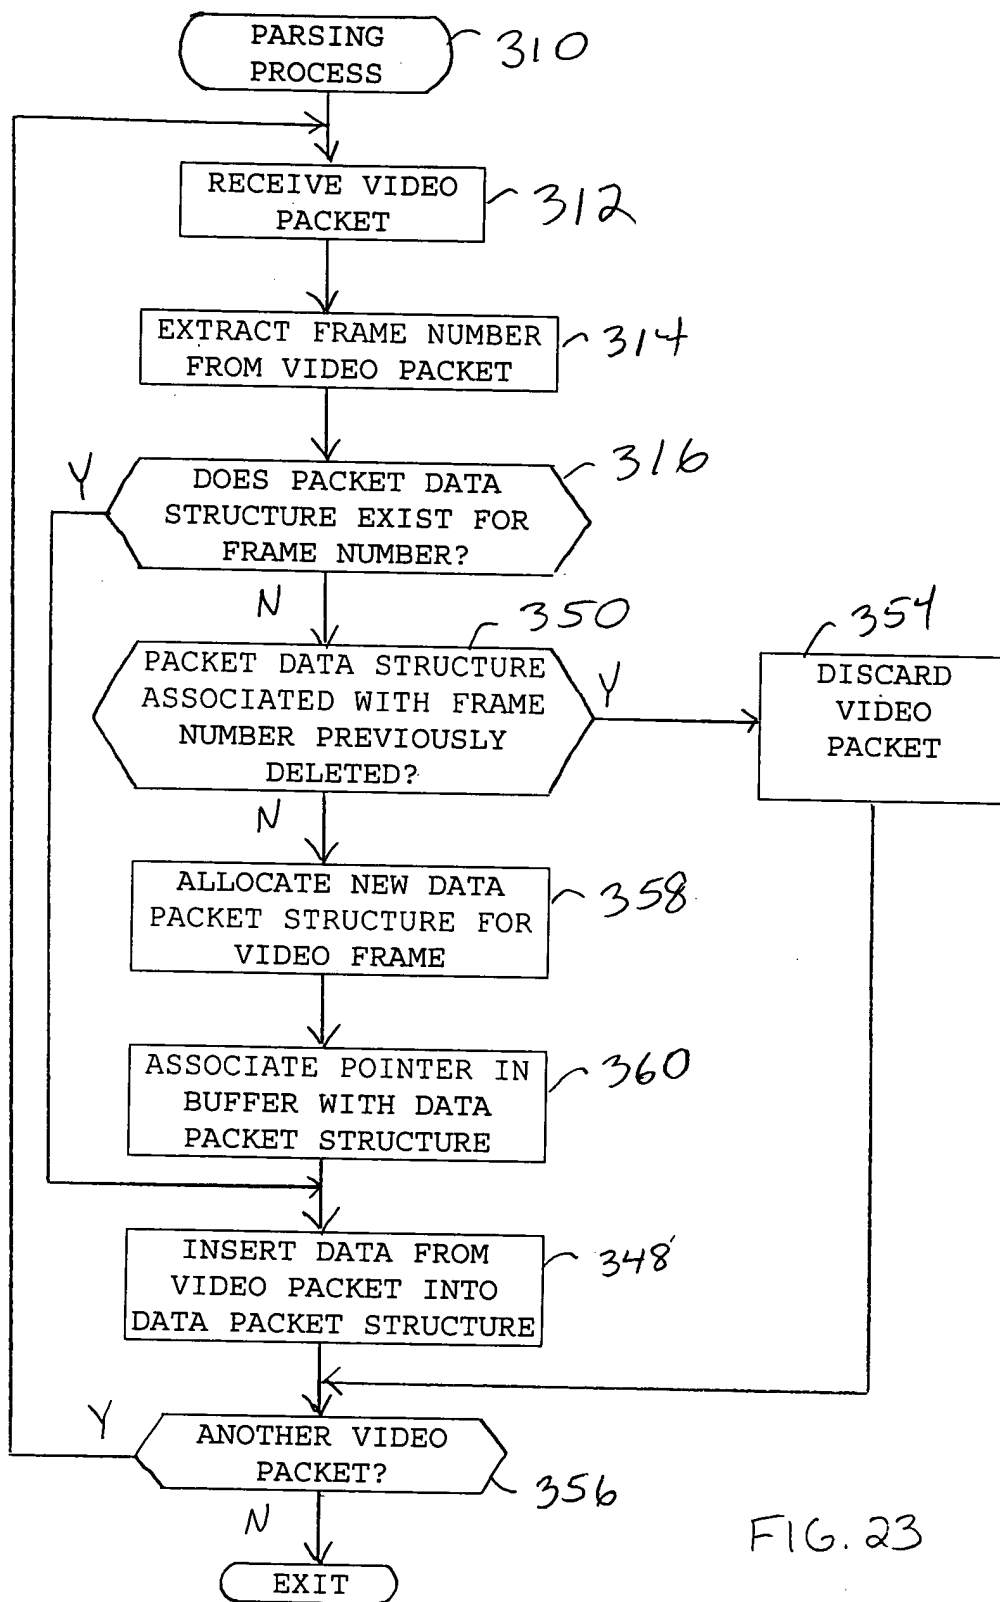 PARSING
PROCESS
310
RECEIVE VIDEO
PACKET
312
EXTRACT FRAME NUMBER
FROM VIDEO PACKET
314
DOES PACKET DATA
STRUCTURE EXIST FOR
FRAME NUMBER?
316
Y
N
PACKET DATA STRUCTURE
ASSOCIATED WITH FRAME
NUMBER PREVIOUSLY
DELETED?
350
Y
DISCARD
VIDEO
PACKET
354
N
ALLOCATE NEW DATA
PACKET STRUCTURE FOR
VIDEO FRAME
358
ASSOCIATE POINTER IN
BUFFER WITH DATA
PACKET STRUCTURE
360
INSERT DATA FROM
VIDEO PACKET INTO
DATA PACKET STRUCTURE
348
Y
ANOTHER VIDEO
PACKET?
356
N
EXIT
FIG. 23